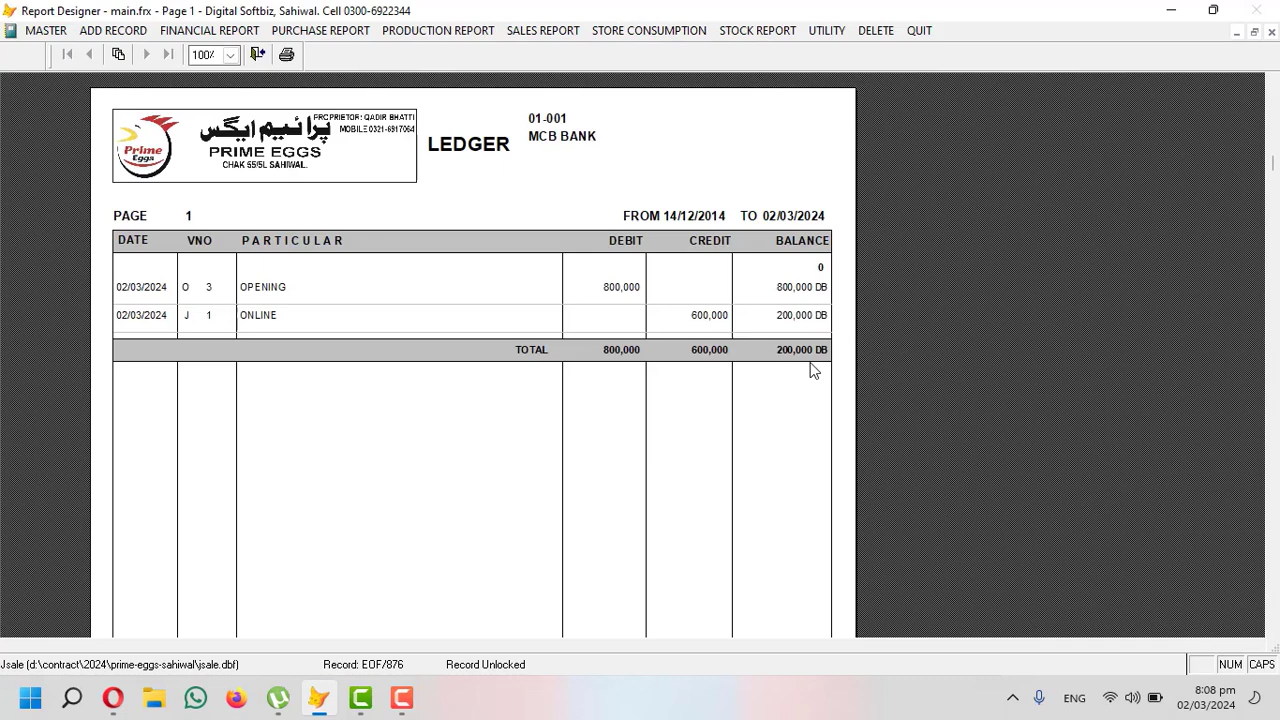 Report Designer - main.frx - Page 1 - Digital Softbiz, Sahiwal. Cell 0300-6922344
MASTER ADD RECORD FINANCIAL REPORT PURCHASE REPORT PRODUCTION REPORT SALES REPORT STORE CONSUMPTION STOCK REPORT UTILITY DELETE QUIT
100%
PRCPRIETOR: QADIR BHATTI
پرائیم ایگس
MOBILE 0321-6917064
Prime
Eggs
PRIME EGGS
CHAK 55/5L SAHIWAL.
LEDGER
01-001
MCB BANK
PAGE 1 FROM 14/12/2014 TO 02/03/2024
DATE VNO PARTICULAR DEBIT CREDIT BALANCE
0
02/03/2024 O 3 OPENING 800,000 800,000 DB
02/03/2024 J 1 ONLINE 600,000 200,000 DB
TOTAL 800,000 600,000 200,000 DB
Jsale (d:\contract\2024\prime-eggs-sahiwal\jsale.dbf) Record: EOF/876 Record Unlocked NUM CAPS
ENG 8:08 pm
02/03/2024